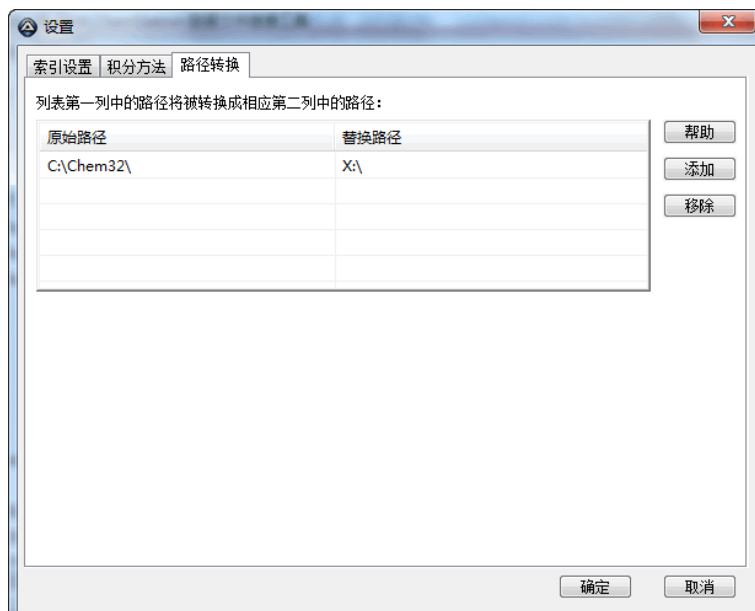 设置
索引设置 积分方法 路径转换
列表第一列中的路径将被转换成相应第二列中的路径：
原始路径 替换路径 帮助
C:\Chem32\ X:\ 添加
移除
确定 取消